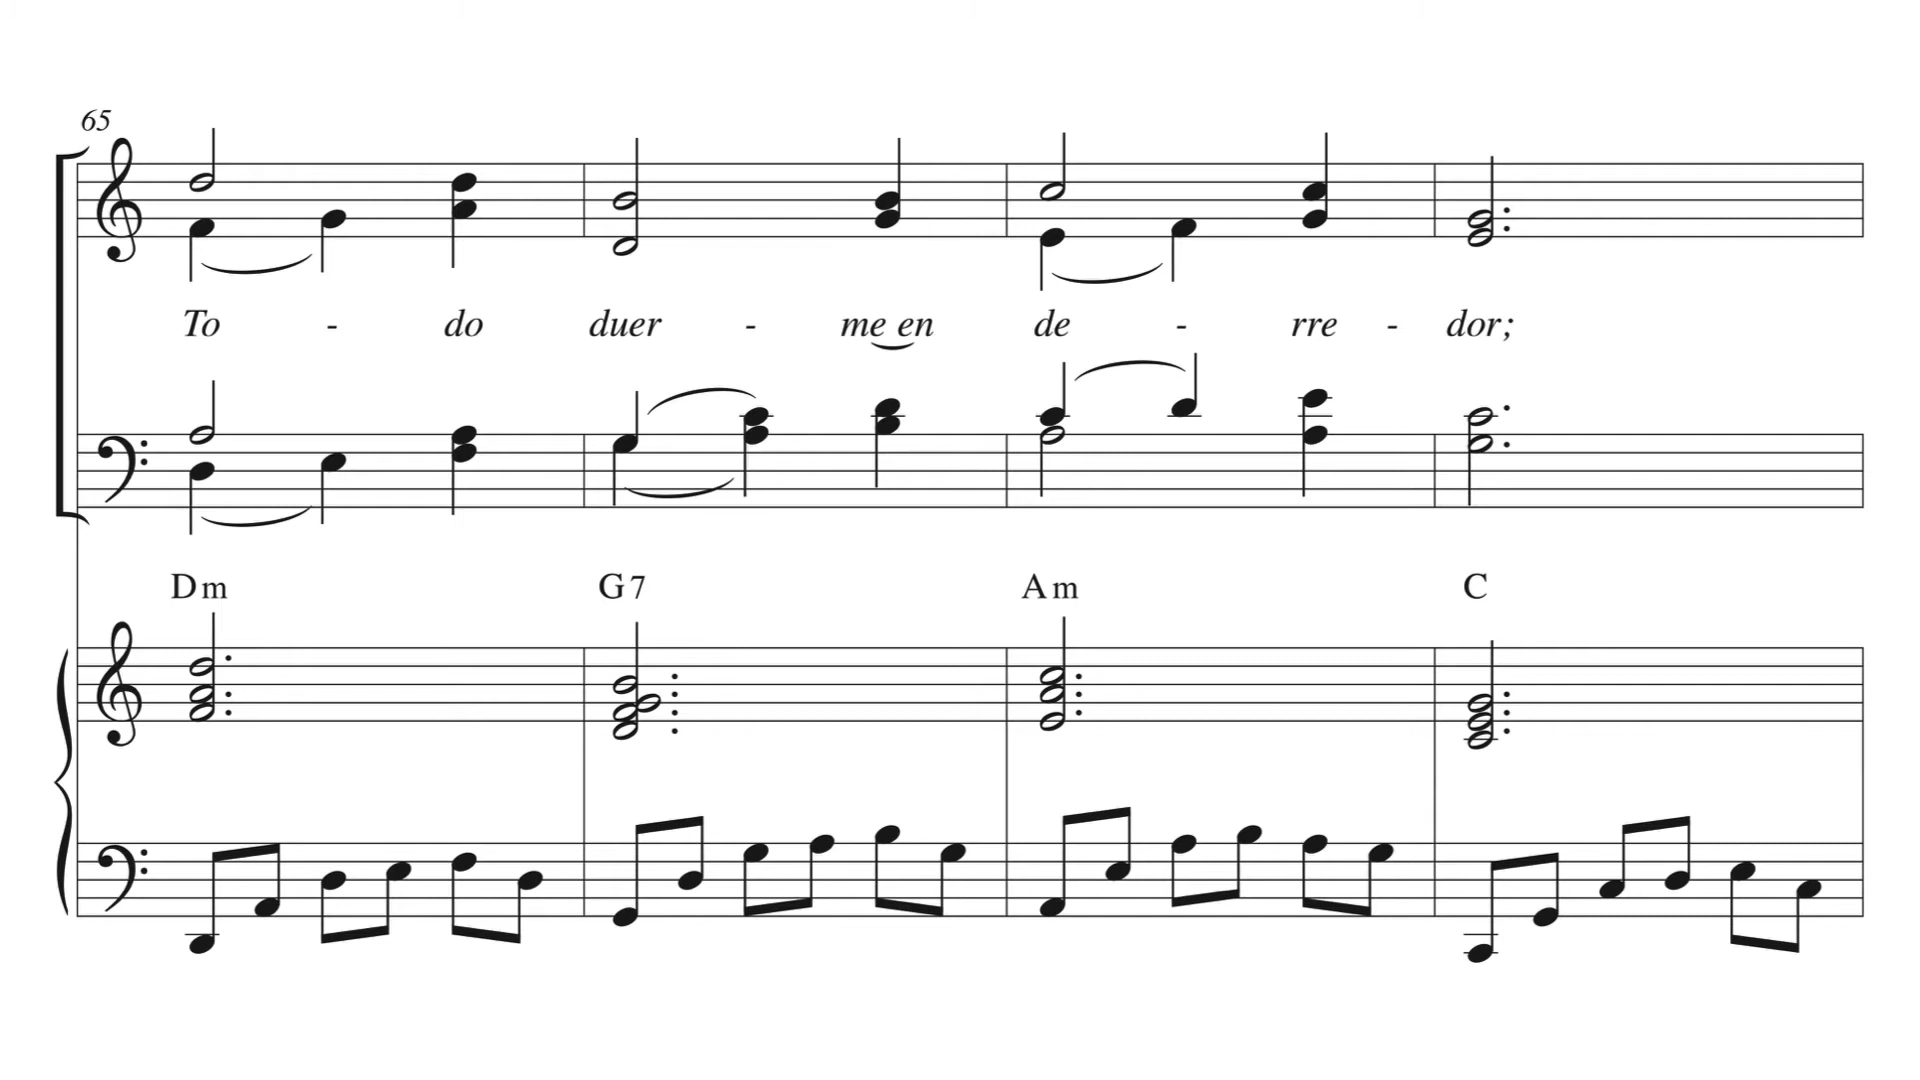 65
To - do duer - me en de - rre - dor;
Dm G7 Am C